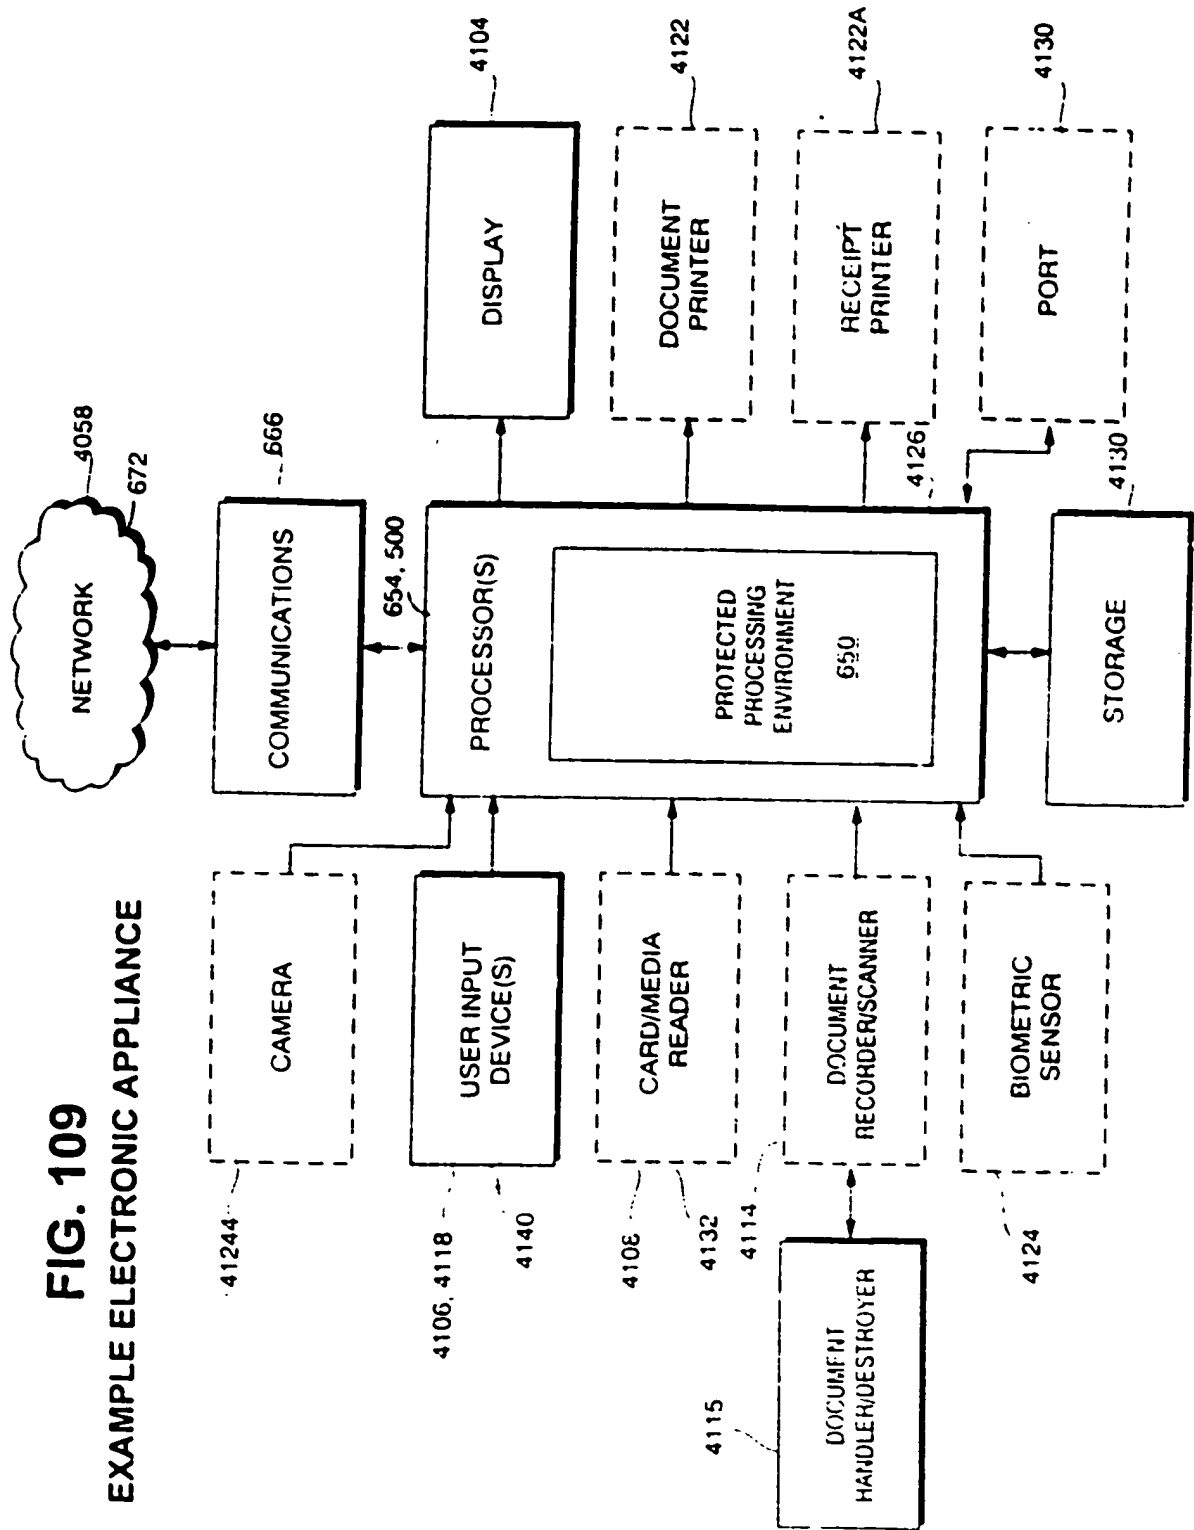 FIG. 109
EXAMPLE ELECTRONIC APPLIANCE
NETWORK
4058
672
COMMUNICATIONS
666
654, 500
PROCESSOR(S)
PROTECTED
PROCESSING
ENVIRONMENT
650
4126
CAMERA
41244
USER INPUT
DEVICE(S)
4106, 4118
4140
CARD/MEDIA
READER
4108
4132
DOCUMENT
RECORDER/SCANNER
4114
DOCUMENT
HANDLER/DESTROYER
4115
BIOMETRIC
SENSOR
4124
DISPLAY
4104
DOCUMENT
PRINTER
4122
RECEIPT
PRINTER
4122A
PORT
4130
STORAGE
4130